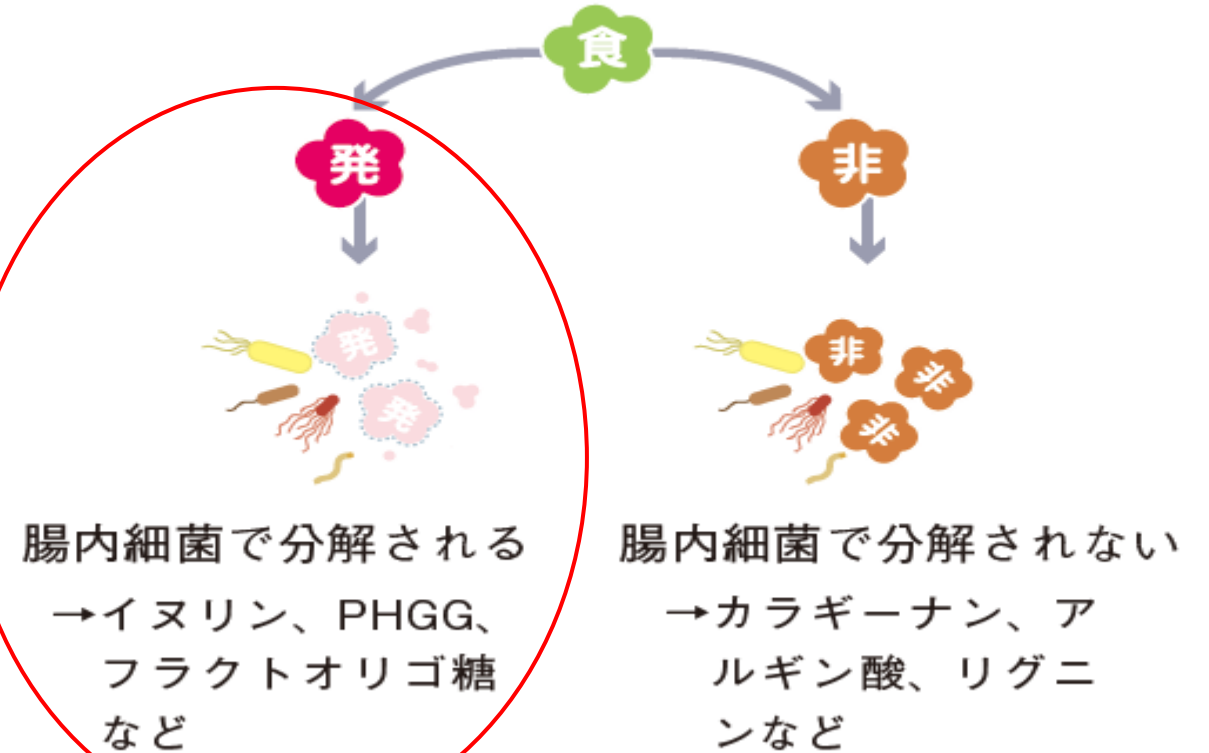 食
発
非
発
発
非
非
非
腸内細菌で分解される
→イヌリン、PHGG、
フラクトオリゴ糖
など
腸内細菌で分解されない
→カラギーナン、ア
ルギン酸、リグニ
ンなど